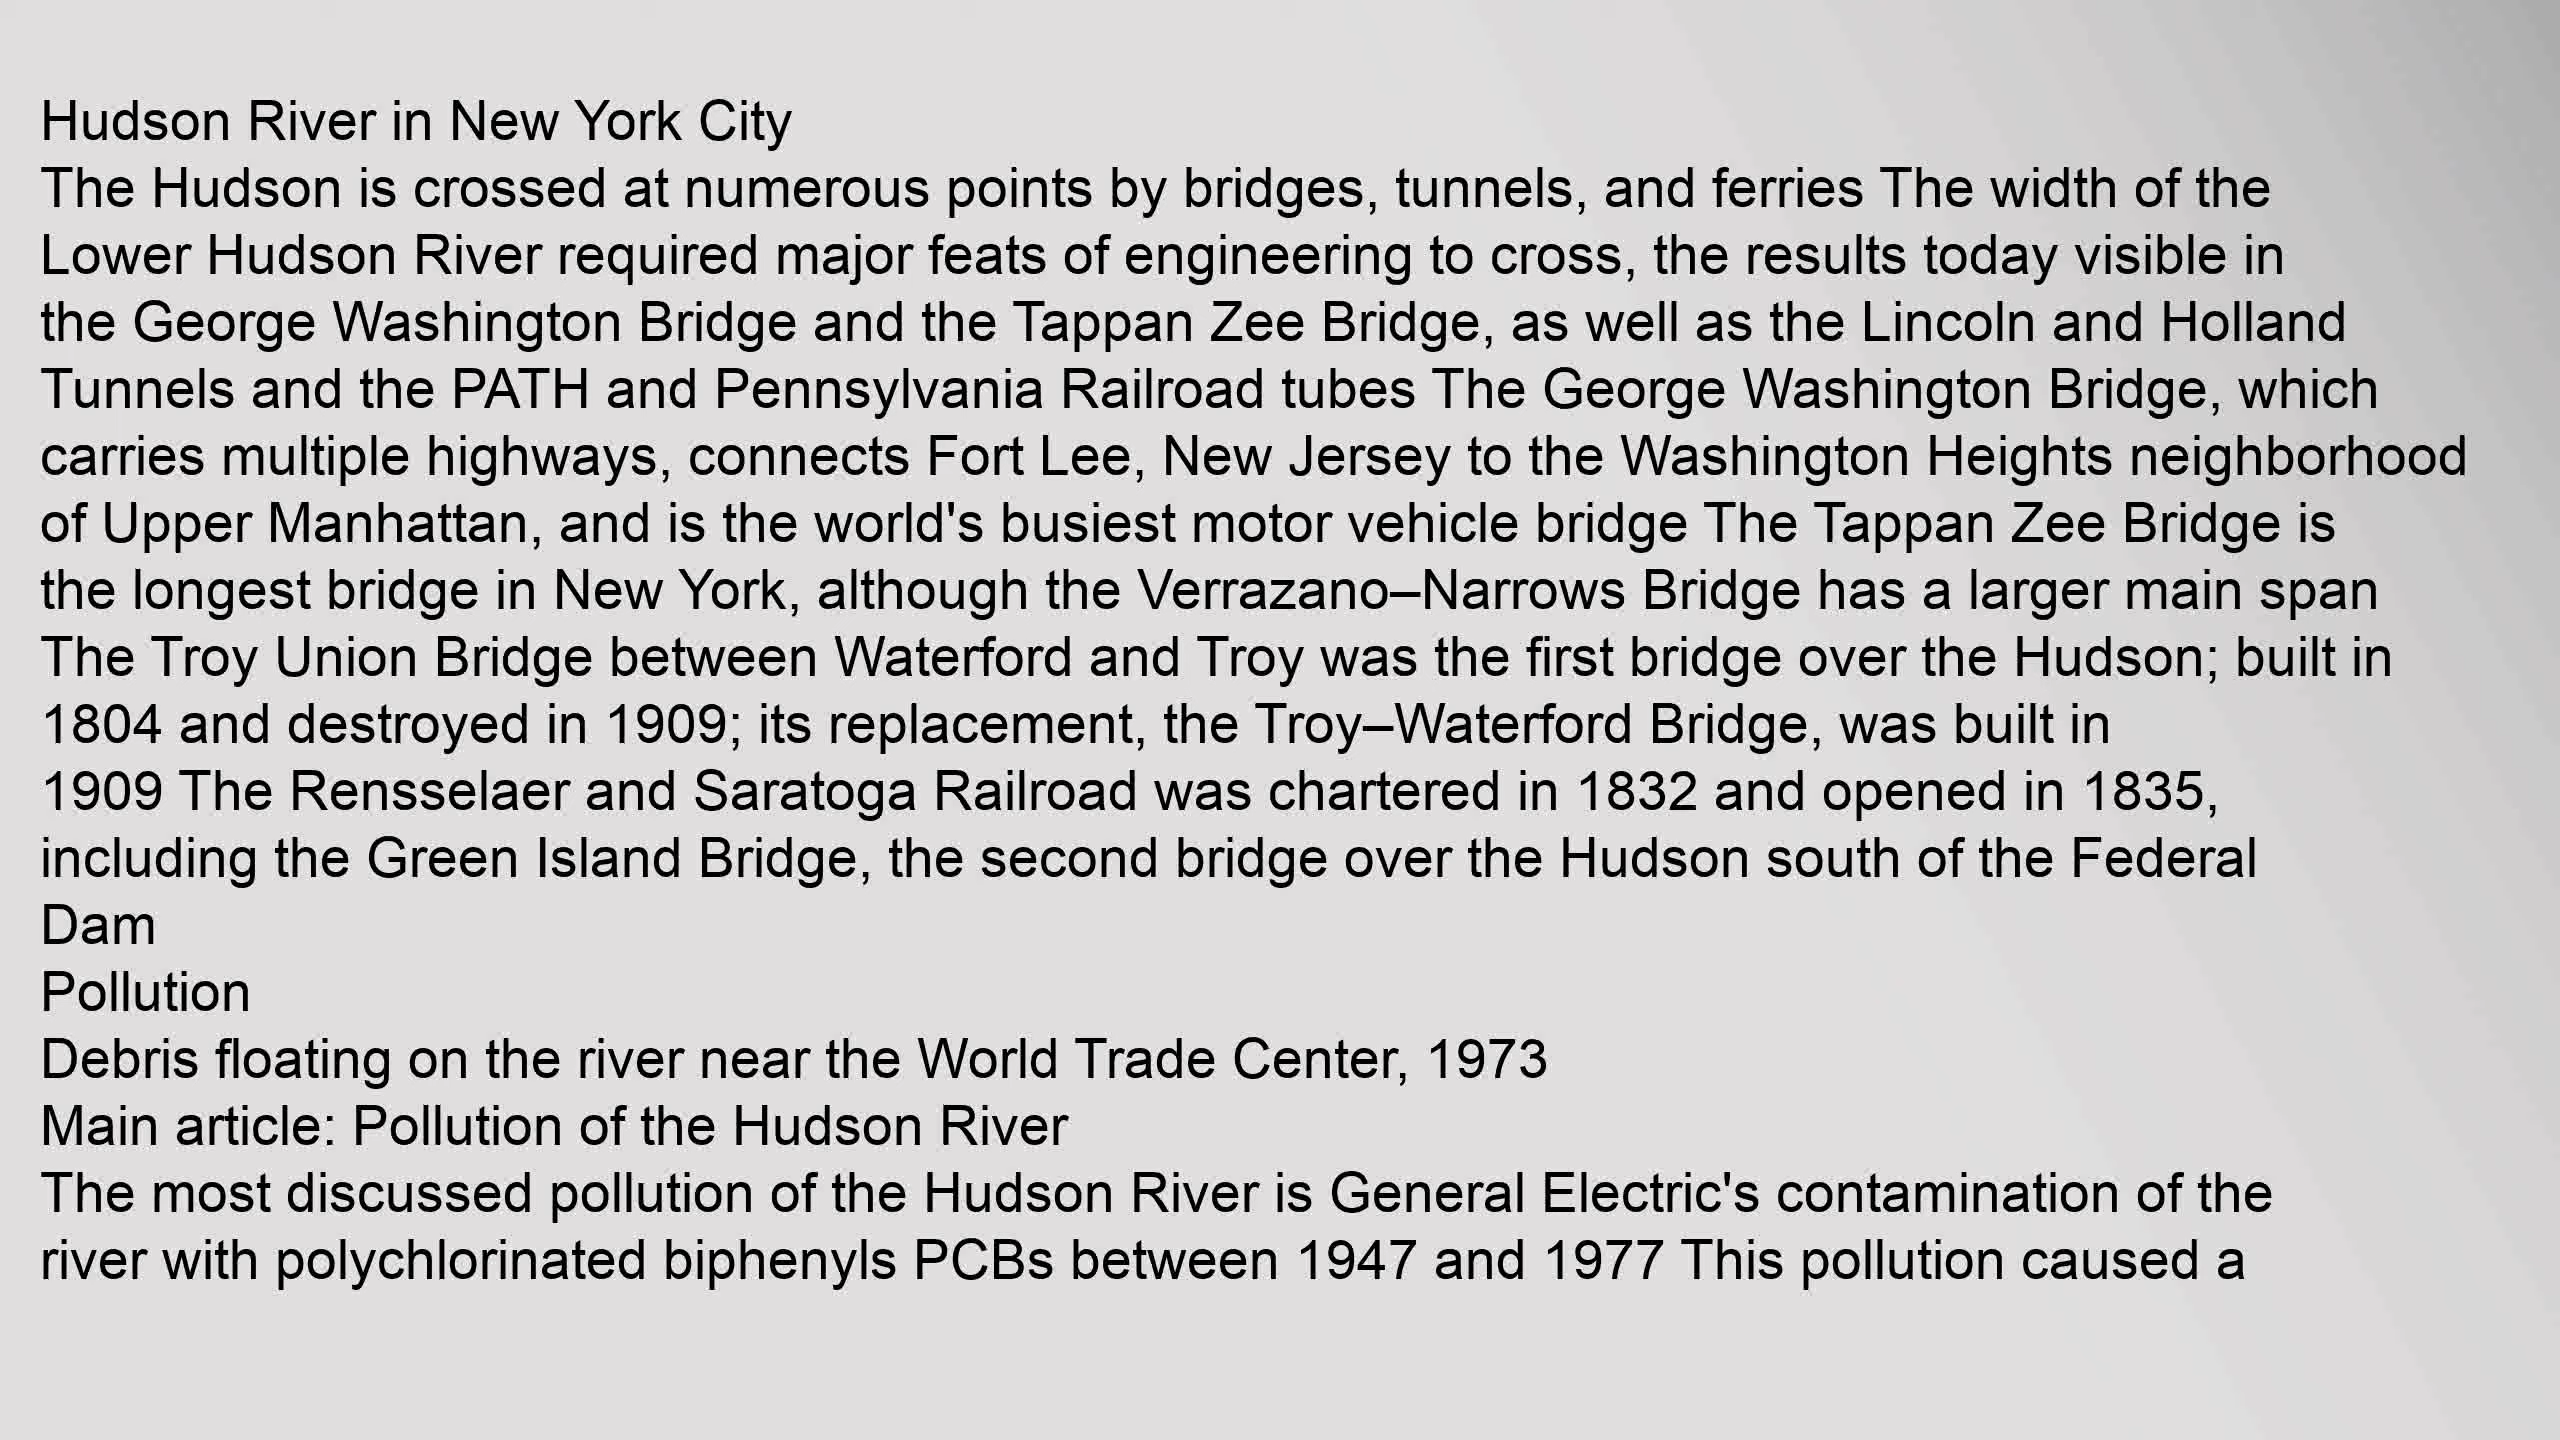 Hudson River in New York City
The Hudson is crossed at numerous points by bridges, tunnels, and ferries The width of the
Lower Hudson River required major feats of engineering to cross, the results today visible in
the George Washington Bridge and the Tappan Zee Bridge, as well as the Lincoln and Holland
Tunnels and the PATH and Pennsylvania Railroad tubes The George Washington Bridge, which
carries multiple highways, connects Fort Lee, New Jersey to the Washington Heights neighborhood
of Upper Manhattan, and is the world's busiest motor vehicle bridge The Tappan Zee Bridge is
the longest bridge in New York, although the Verrazano–Narrows Bridge has a larger main span
The Troy Union Bridge between Waterford and Troy was the first bridge over the Hudson; built in
1804 and destroyed in 1909; its replacement, the Troy–Waterford Bridge, was built in
1909 The Rensselaer and Saratoga Railroad was chartered in 1832 and opened in 1835,
including the Green Island Bridge, the second bridge over the Hudson south of the Federal
Dam
Pollution
Debris floating on the river near the World Trade Center, 1973
Main article: Pollution of the Hudson River
The most discussed pollution of the Hudson River is General Electric's contamination of the
river with polychlorinated biphenyls PCBs between 1947 and 1977 This pollution caused a